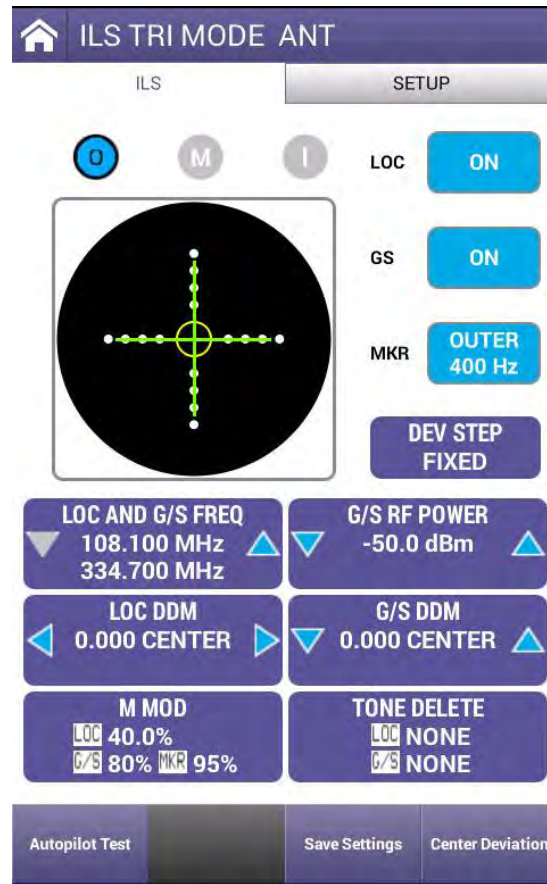 ILS TRI MODE ANT
ILS
SETUP
O
M
I
LOC
ON
GS
ON
MKR
OUTER
400 Hz
DEV STEP
FIXED
LOC AND G/S FREQ
108.100 MHz
334.700 MHz
G/S RF POWER
-50.0 dBm
LOC DDM
0.000 CENTER
G/S DDM
0.000 CENTER
M MOD
LOC 40.0%
G/S 80% MKR 95%
TONE DELETE
LOC NONE
G/S NONE
Autopilot Test
Save Settings
Center Deviation